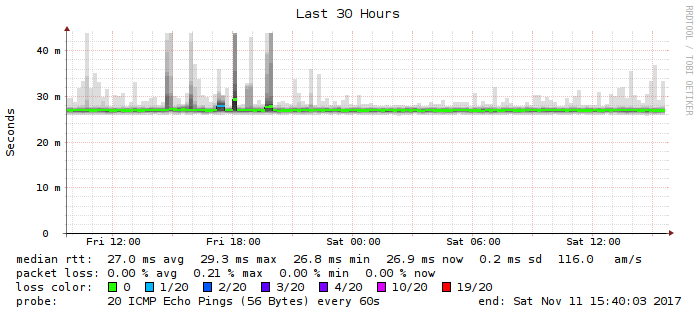 Last 30 Hours
RRDTOOL / TOBI OETIKER
Seconds
40 m
30 m
20 m
10 m
0
Fri 12:00 Fri 18:00 Sat 00:00 Sat 06:00 Sat 12:00
median rtt: 27.0 ms avg 29.3 ms max 26.8 ms min 26.9 ms now 0.2 ms sd 116.0 am/s
packet loss: 0.00 % avg 0.21 % max 0.00 % min 0.00 % now
loss color: 0 1/20 2/20 3/20 4/20 10/20 19/20
probe: 20 ICMP Echo Pings (56 Bytes) every 60s end: Sat Nov 11 15:40:03 2017